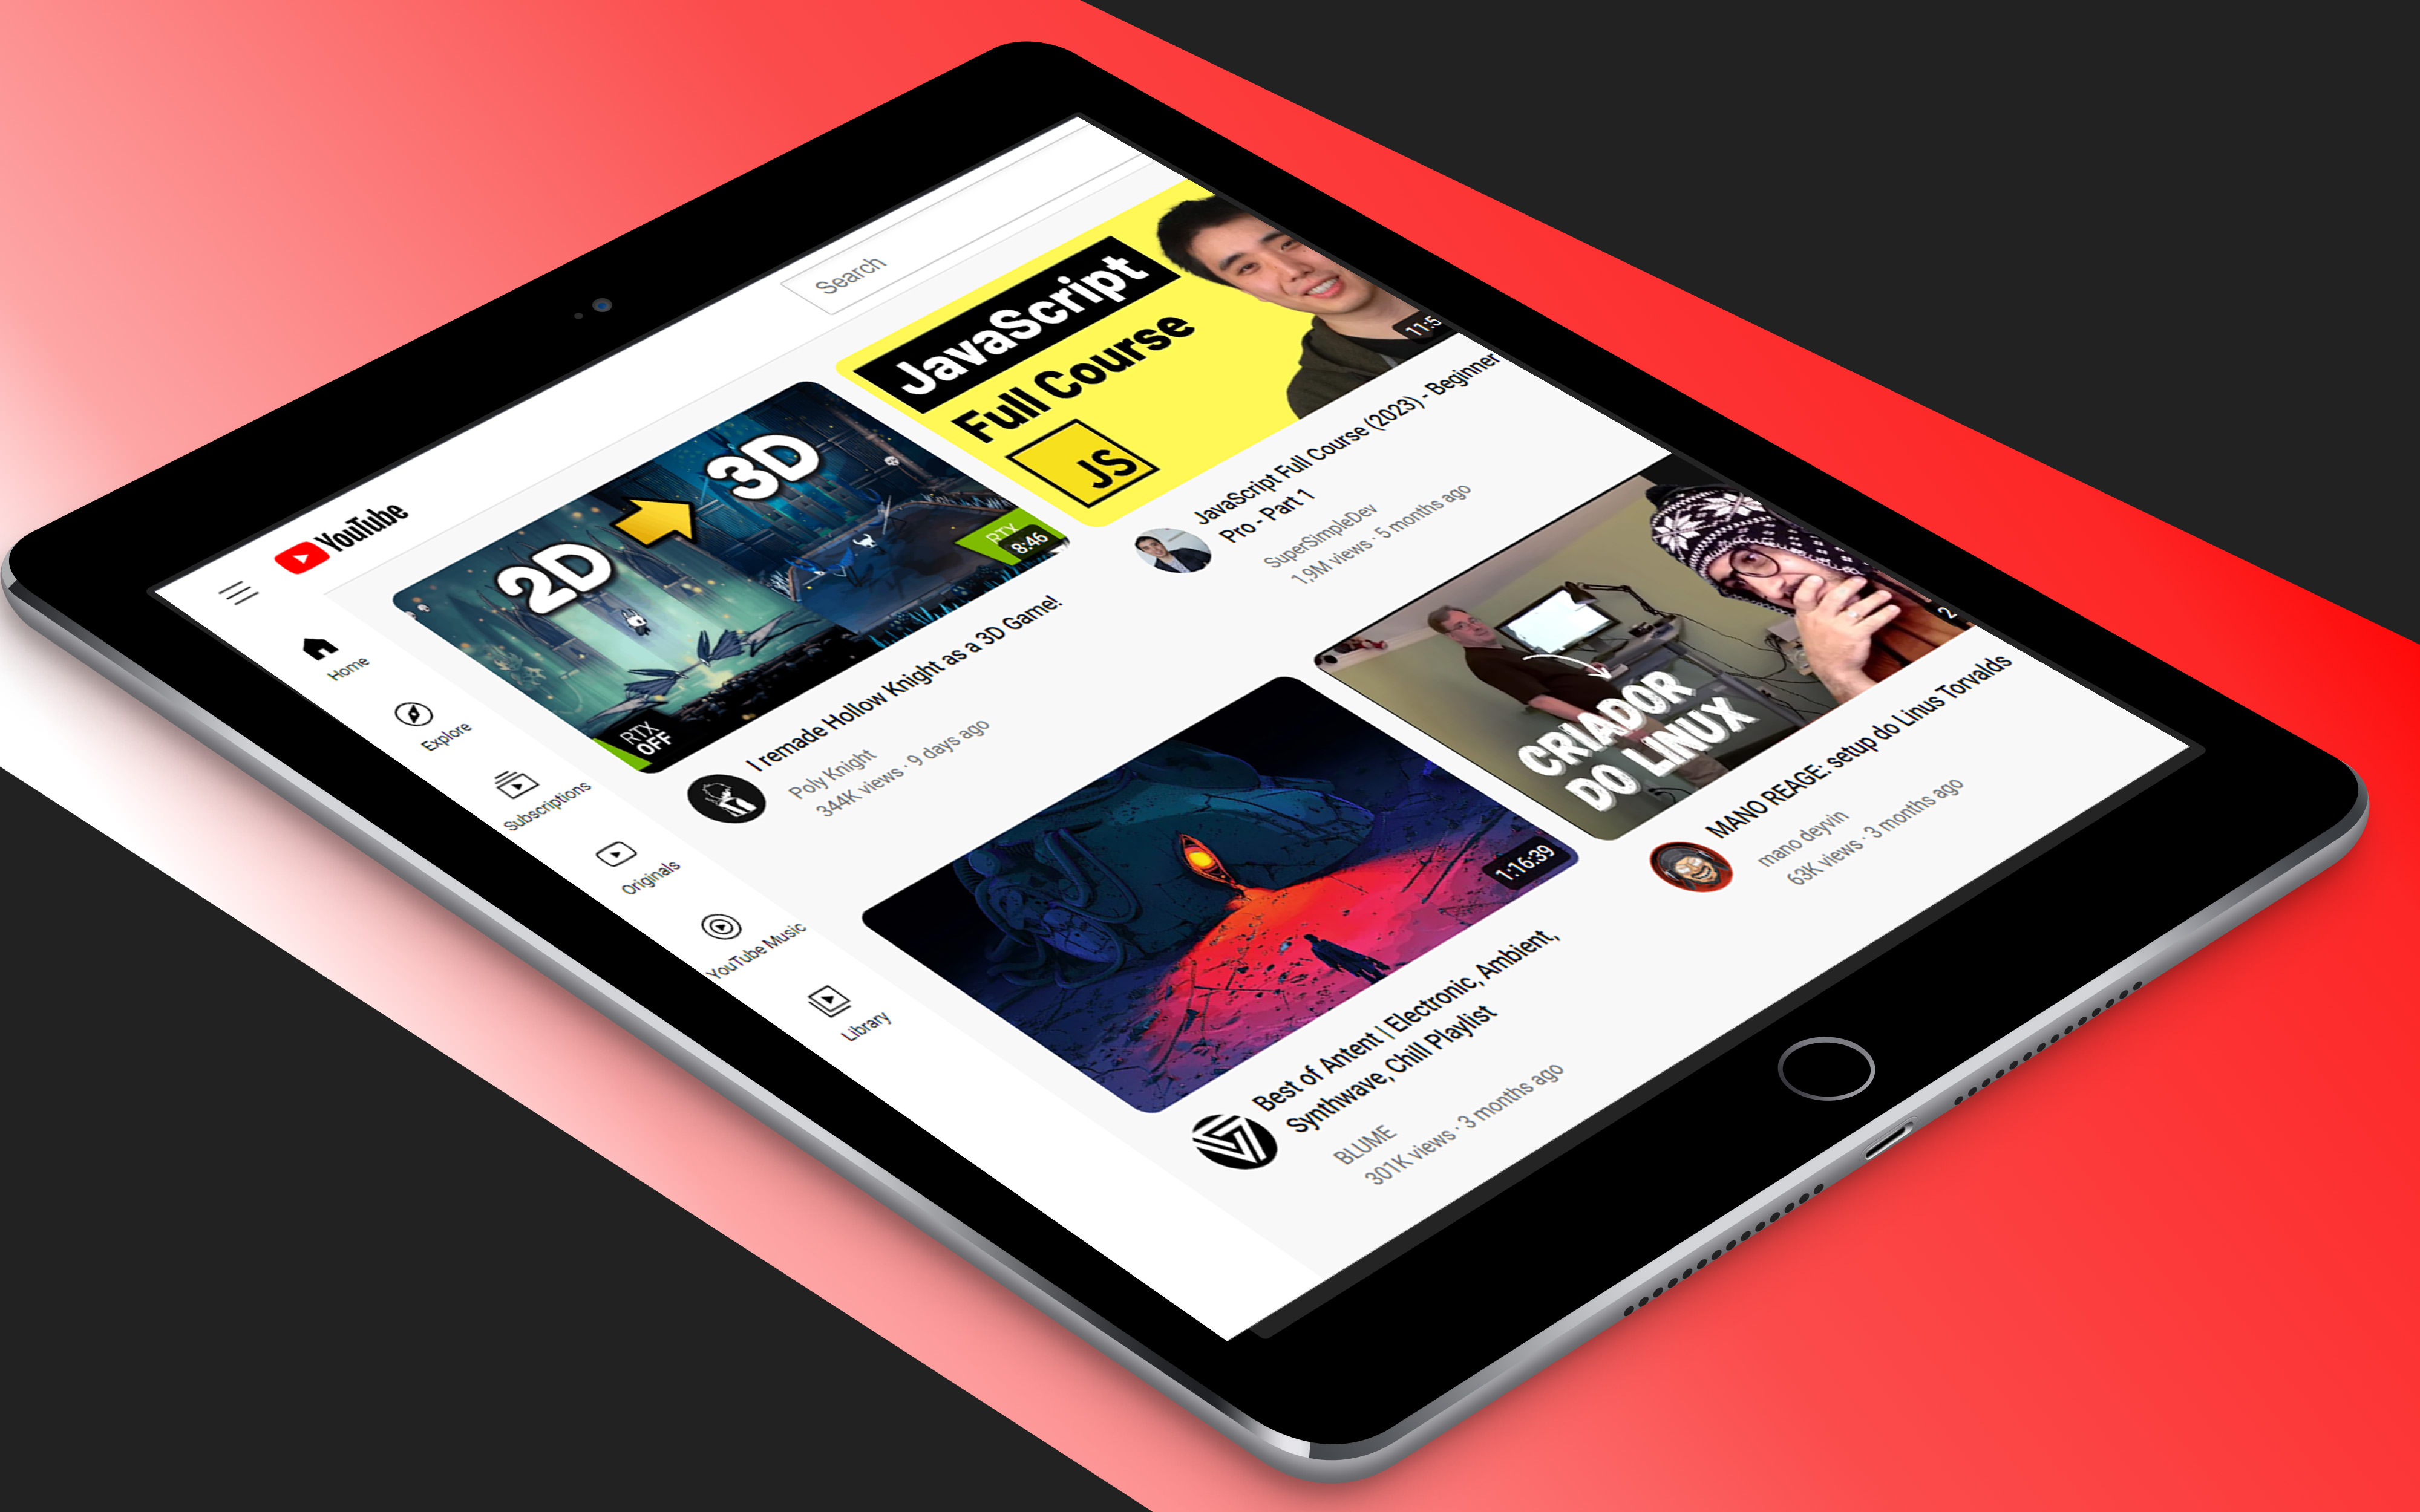 YouTube
Search
Home
Explore
Subscriptions
Originals
YouTube Music
Library
2D
3D
RTX
OFF
RTX
8:46
I remade Hollow Knight as a 3D Game!
Poly Knight
344K views · 9 days ago
JavaScript
Full Course
JS
11:5
JavaScript Full Course (2023) - Beginner
Pro - Part 1
SuperSimpleDev
1,9M views · 5 months ago
1:16:39
Best of Antent | Electronic, Ambient,
Synthwave, Chill Playlist
BLUME
301K views · 3 months ago
CRIADOR
DO LINUX
2
MANO REAGE: setup do Linus Torvalds
mano deyvin
63K views · 3 months ago